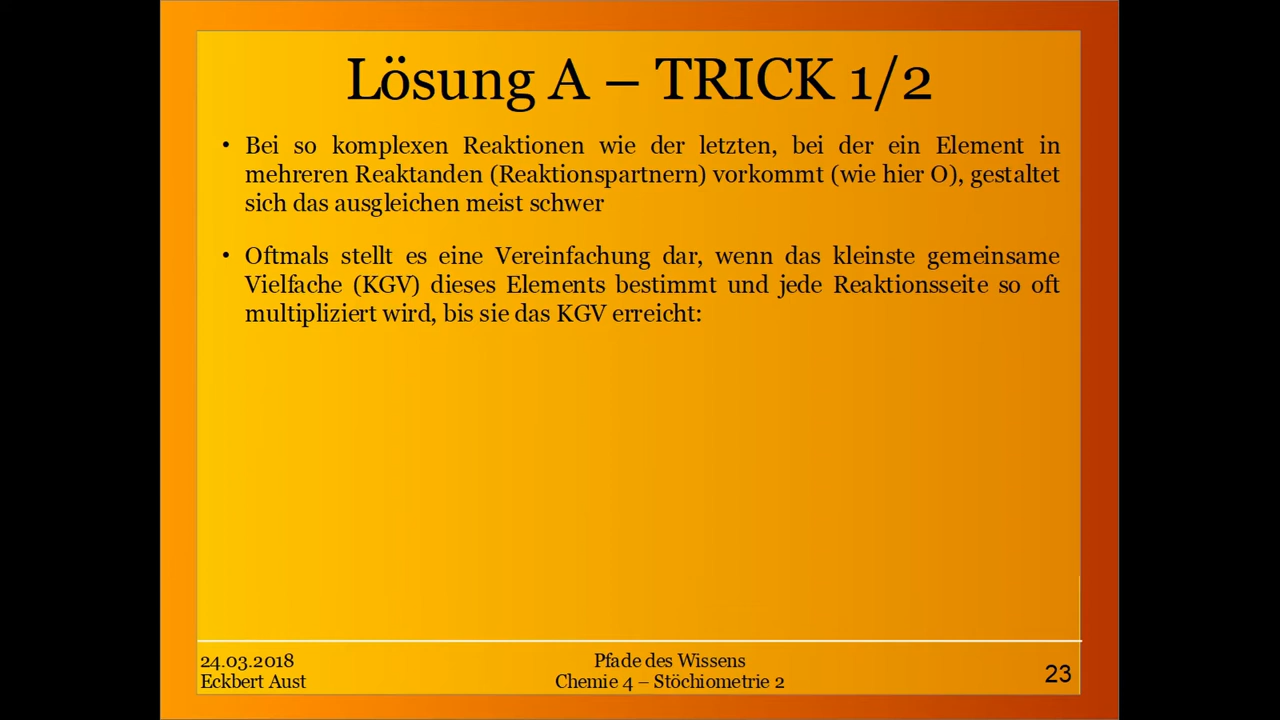 Lösung A – TRICK 1/2
• Bei so komplexen Reaktionen wie der letzten, bei der ein Element in
mehreren Reaktanden (Reaktionspartnern) vorkommt (wie hier O), gestaltet
sich das ausgleichen meist schwer
• Oftmals stellt es eine Vereinfachung dar, wenn das kleinste gemeinsame
Vielfache (KGV) dieses Elements bestimmt und jede Reaktionsseite so oft
multipliziert wird, bis sie das KGV erreicht:
24.03.2018
Eckbert Aust
Pfade des Wissens
Chemie 4 – Stöchiometrie 2
23